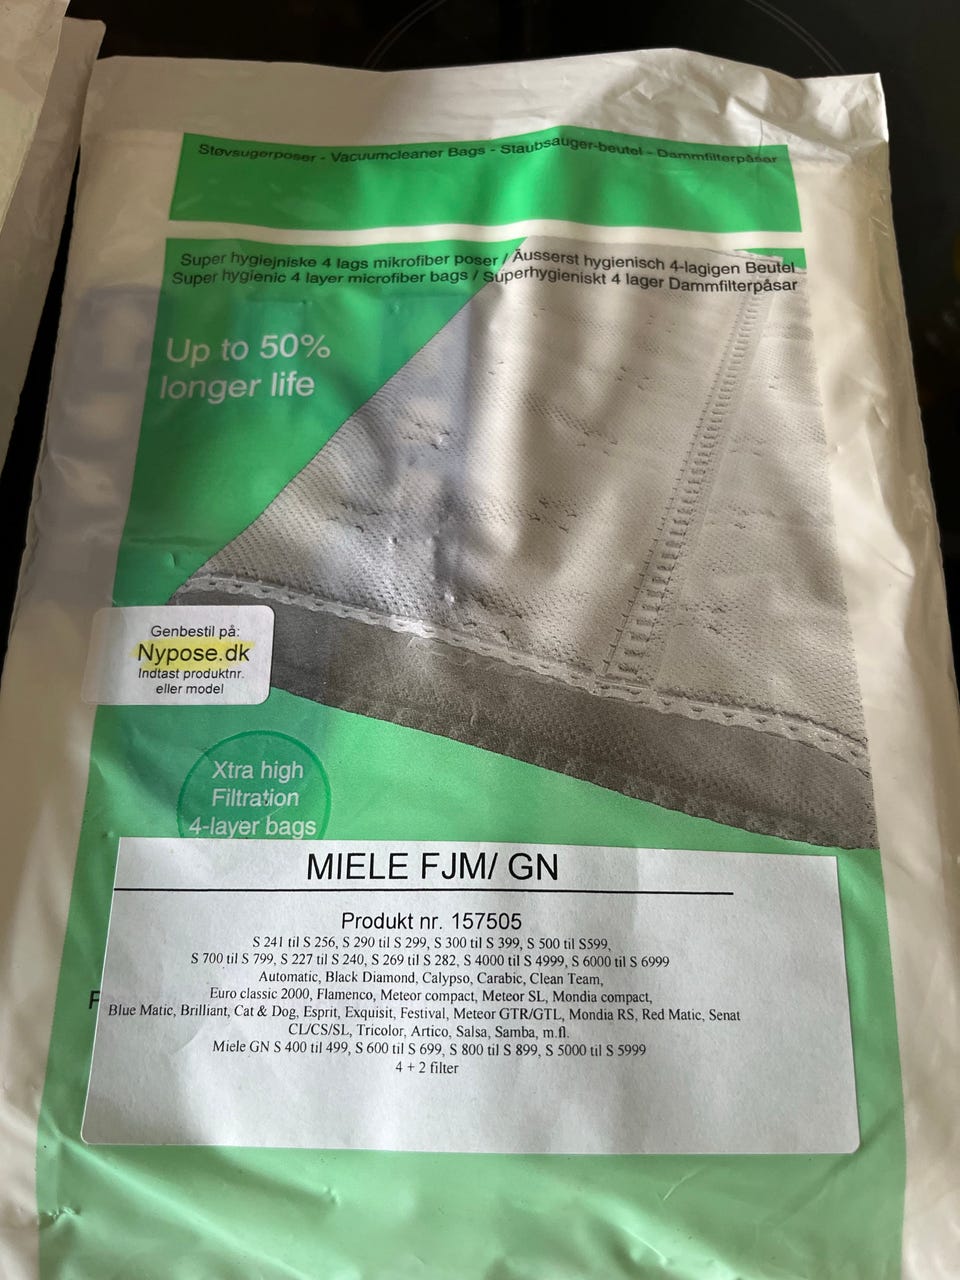 Støvsugerposer - Vacuumcleaner Bags - Staubsauger-beutel - Dammfilterpåsar
Super hygiejniske 4 lags mikrofiber poser / Äusserst hygienisch 4-lagigen Beutel
Super hygienic 4 layer microfiber bags / Superhygieniskt 4 lager Dammfilterpåsar
Up to 50%
longer life
Genbestil på:
Nypose.dk
Indtast produktnr.
eller model
Xtra high
Filtration
4-layer bags
MIELE FJM/ GN
Produkt nr. 157505
S 241 til S 256, S 290 til S 299, S 300 til S 399, S 500 til S599,
S 700 til S 799, S 227 til S 240, S 269 til S 282, S 4000 til S 4999, S 6000 til S 6999
Automatic, Black Diamond, Calypso, Carabic, Clean Team,
Euro classic 2000, Flamenco, Meteor compact, Meteor SL, Mondia compact,
Blue Matic, Brilliant, Cat & Dog, Esprit, Exquisit, Festival, Meteor GTR/GTL, Mondia RS, Red Matic, Senat
CL/CS/SL, Tricolor, Artico, Salsa, Samba, m.fl.
Miele GN S 400 til 499, S 600 til S 699, S 800 til S 899, S 5000 til S 5999
4 + 2 filter